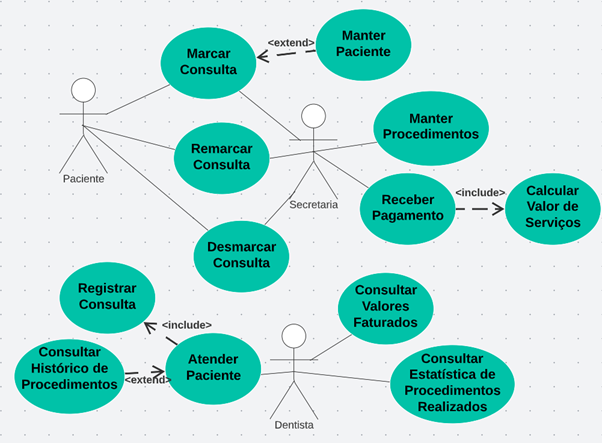 Marcar
Consulta
<extend>
Manter
Paciente
Paciente
Remarcar
Consulta
Secretaria
Manter
Procedimentos
Receber
Pagamento
<include>
Calcular
Valor de
Serviços
Desmarcar
Consulta
Registrar
Consulta
<include>
Consultar
Histórico de
Procedimentos
<extend>
Atender
Paciente
Dentista
Consultar
Valores
Faturados
Consultar
Estatística de
Procedimentos
Realizados